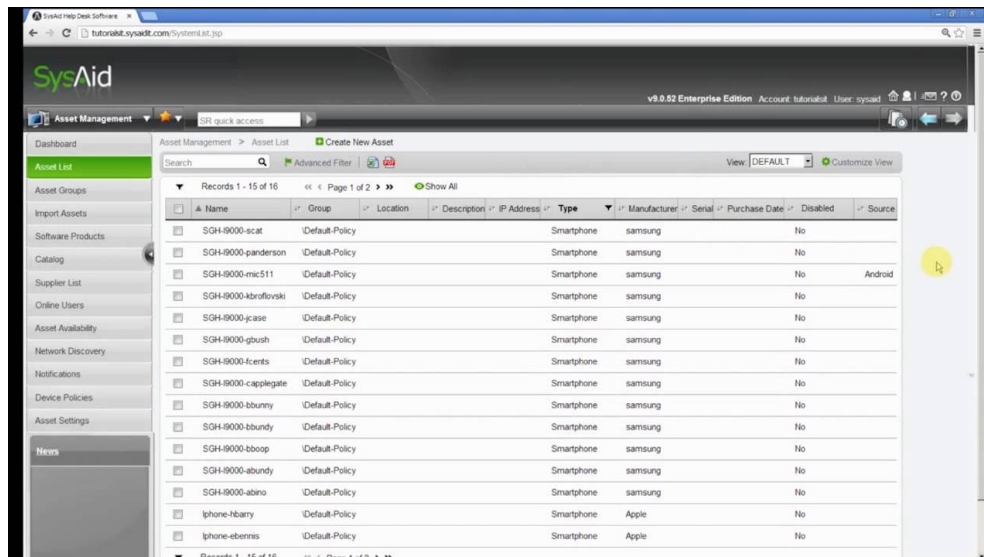 SysAid Help Desk Software
tutorialsit.sysaidit.com/SystemList.jsp
SysAid
v9.0.52 Enterprise Edition Account: tutorialsit User: sysaid
Asset Management SR quick access
Dashboard
Asset List
Asset Groups
Import Assets
Software Products
Catalog
Supplier List
Online Users
Asset Availability
Network Discovery
Notifications
Device Policies
Asset Settings
News
Asset Management > Asset List Create New Asset
Search Advanced Filter View: DEFAULT Customize View
Records 1 - 15 of 16 Page 1 of 2 Show All
Name Group Location Description IP Address Type Manufacturer Serial Purchase Date Disabled Source
SGH-I9000-scat \Default-Policy Smartphone samsung No
SGH-I9000-panderson \Default-Policy Smartphone samsung No
SGH-I9000-mic511 \Default-Policy Smartphone samsung No Android
SGH-I9000-kbroflovski \Default-Policy Smartphone samsung No
SGH-I9000-jcase \Default-Policy Smartphone samsung No
SGH-I9000-gbush \Default-Policy Smartphone samsung No
SGH-I9000-fcents \Default-Policy Smartphone samsung No
SGH-I9000-capplegate \Default-Policy Smartphone samsung No
SGH-I9000-bbunny \Default-Policy Smartphone samsung No
SGH-I9000-bbundy \Default-Policy Smartphone samsung No
SGH-I9000-bboop \Default-Policy Smartphone samsung No
SGH-I9000-abundy \Default-Policy Smartphone samsung No
SGH-I9000-abino \Default-Policy Smartphone samsung No
Iphone-hbarry \Default-Policy Smartphone Apple No
Iphone-ebennis \Default-Policy Smartphone Apple No
Records 1 - 15 of 16 Page 1 of 2